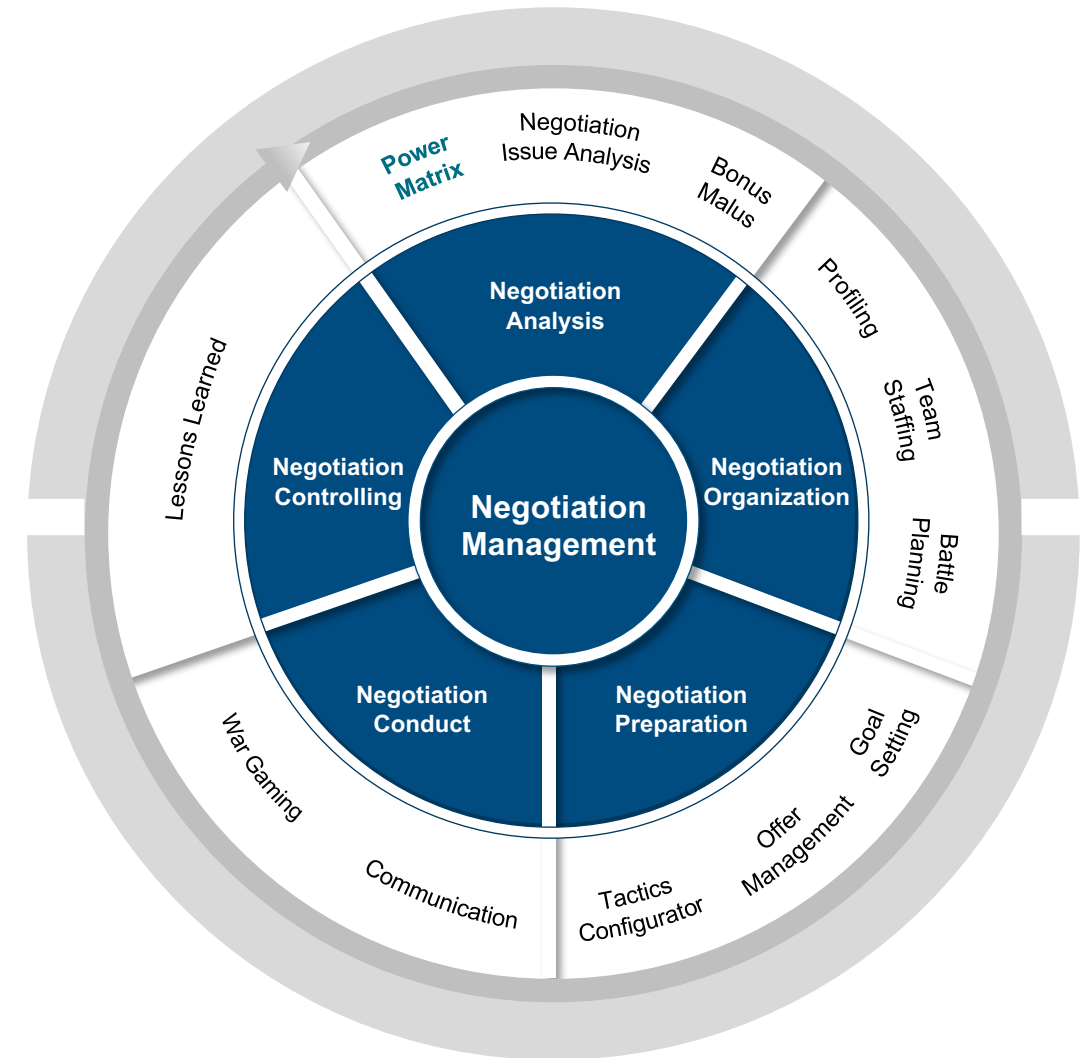 Negotiation
Management
Negotiation
Analysis
Power
Matrix
Negotiation
Issue Analysis
Bonus
Malus
Negotiation
Organization
Profiling
Team
Staffing
Battle
Planning
Negotiation
Preparation
Goal
Setting
Offer
Management
Tactics
Configurator
Negotiation
Conduct
Communication
War Gaming
Negotiation
Controlling
Lessons Learned